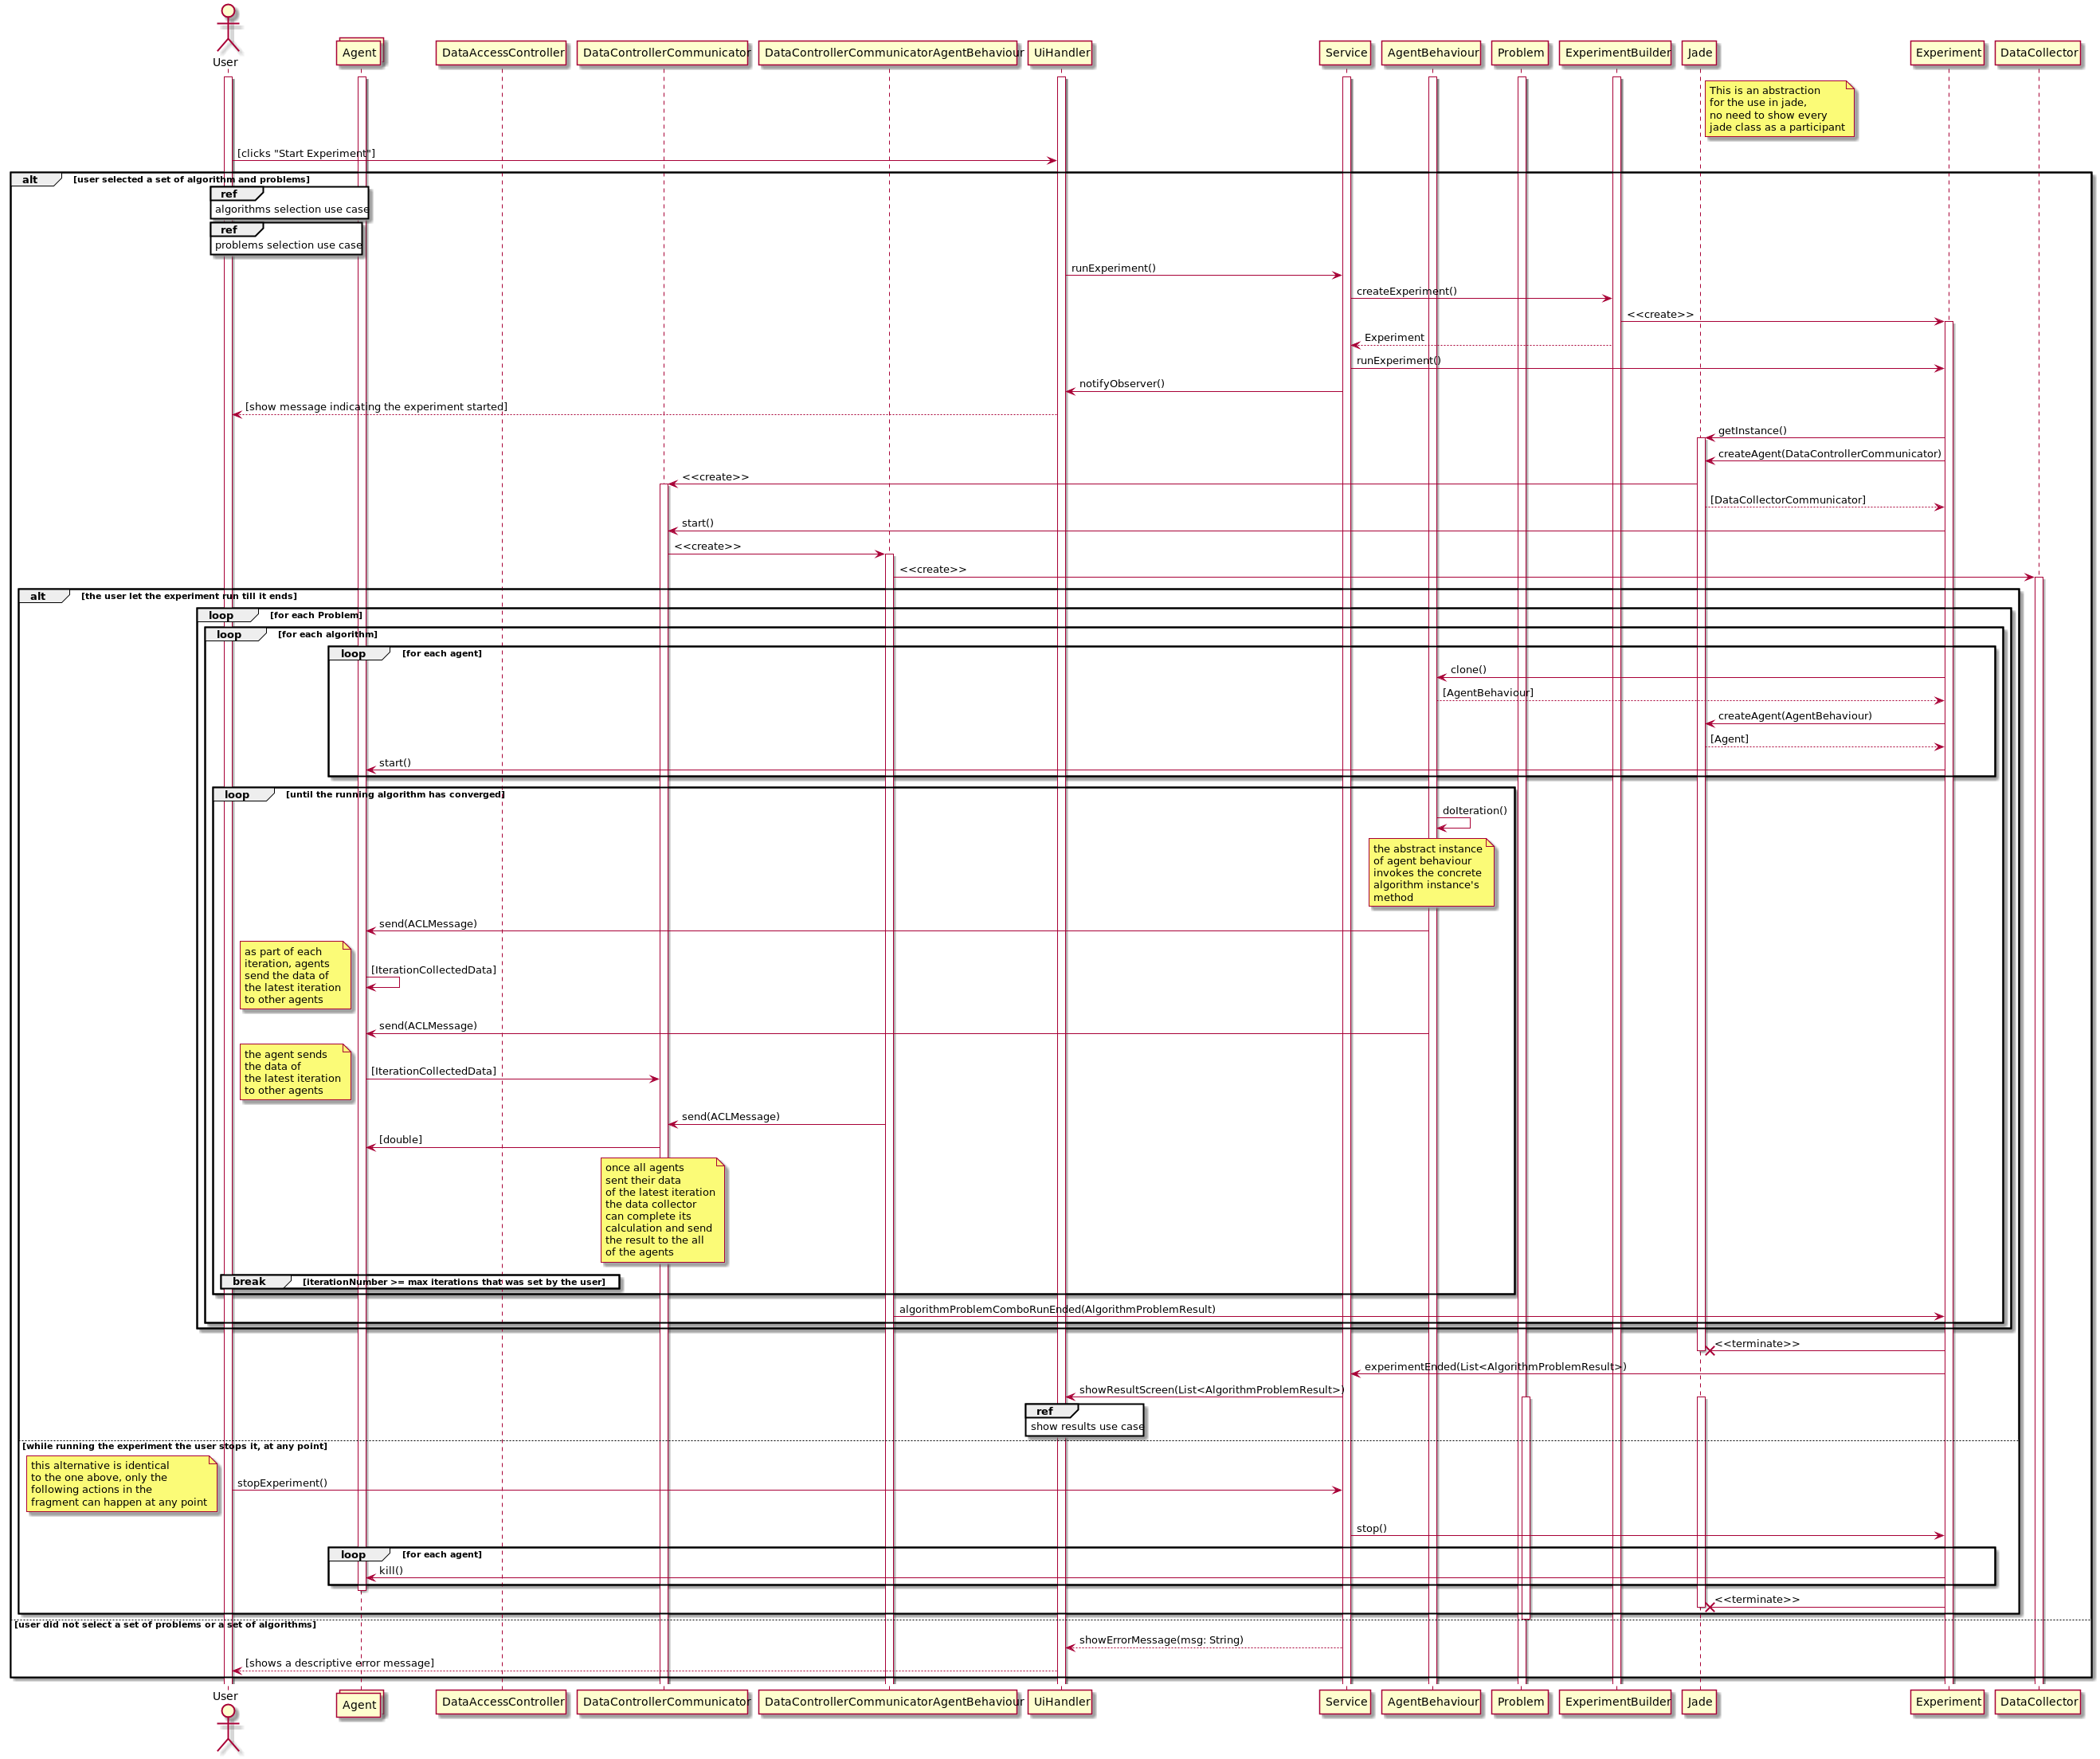 User
Agent
DataAccessController
DataControllerCommunicator
DataControllerCommunicatorAgentBehaviour
UiHandler
Service
AgentBehaviour
Problem
ExperimentBuilder
Jade
Experiment
DataCollector
This is an abstraction
for the use in jade,
no need to show every
jade class as a participant
[clicks "Start Experiment"]
alt [user selected a set of algorithm and problems]
ref
algorithms selection use case
ref
problems selection use case
runExperiment()
createExperiment()
<<create>>
Experiment
runExperiment()
notifyObserver()
[show message indicating the experiment started]
getInstance()
createAgent(DataControllerCommunicator)
<<create>>
[DataCollectorCommunicator]
start()
<<create>>
<<create>>
alt [the user let the experiment run till it ends]
loop [for each Problem]
loop [for each algorithm]
loop [for each agent]
clone()
[AgentBehaviour]
createAgent(AgentBehaviour)
[Agent]
start()
loop [until the running algorithm has converged]
doIteration()
the abstract instance
of agent behaviour
invokes the concrete
algorithm instance's
method
send(ACLMessage)
as part of each
iteration, agents
send the data of
the latest iteration
to other agents
[IterationCollectedData]
send(ACLMessage)
the agent sends
the data of
the latest iteration
to other agents
[IterationCollectedData]
send(ACLMessage)
[double]
once all agents
sent their data
of the latest iteration
the data collector
can complete its
calculation and send
the result to the all
of the agents
break [iterationNumber >= max iterations that was set by the user]
algorithmProblemComboRunEnded(AlgorithmProblemResult)
<<terminate>>
experimentEnded(List<AlgorithmProblemResult>)
showResultScreen(List<AlgorithmProblemResult>)
ref
show results use case
[while running the experiment the user stops it, at any point]
this alternative is identical
to the one above, only the
following actions in the
fragment can happen at any point
stopExperiment()
stop()
loop [for each agent]
kill()
<<terminate>>
[user did not select a set of problems or a set of algorithms]
showErrorMessage(msg: String)
[shows a descriptive error message]
User
Agent
DataAccessController
DataControllerCommunicator
DataControllerCommunicatorAgentBehaviour
UiHandler
Service
AgentBehaviour
Problem
ExperimentBuilder
Jade
Experiment
DataCollector